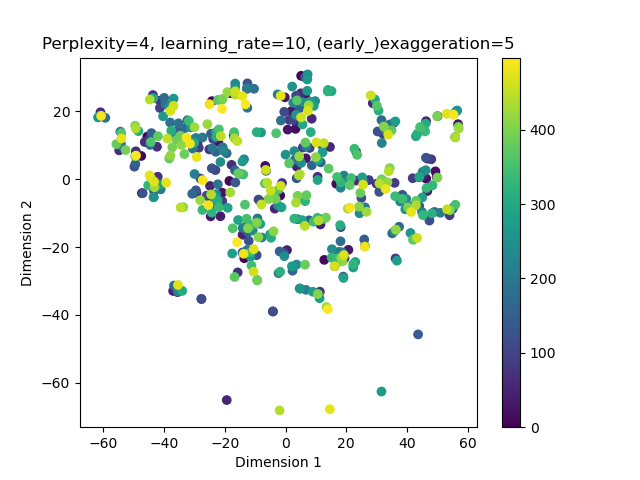 Perplexity=4, learning_rate=10, (early_)exaggeration=5
20
0
−20
−40
−60
Dimension 2
−60 −40 −20 0 20 40 60
Dimension 1
400
300
200
100
0